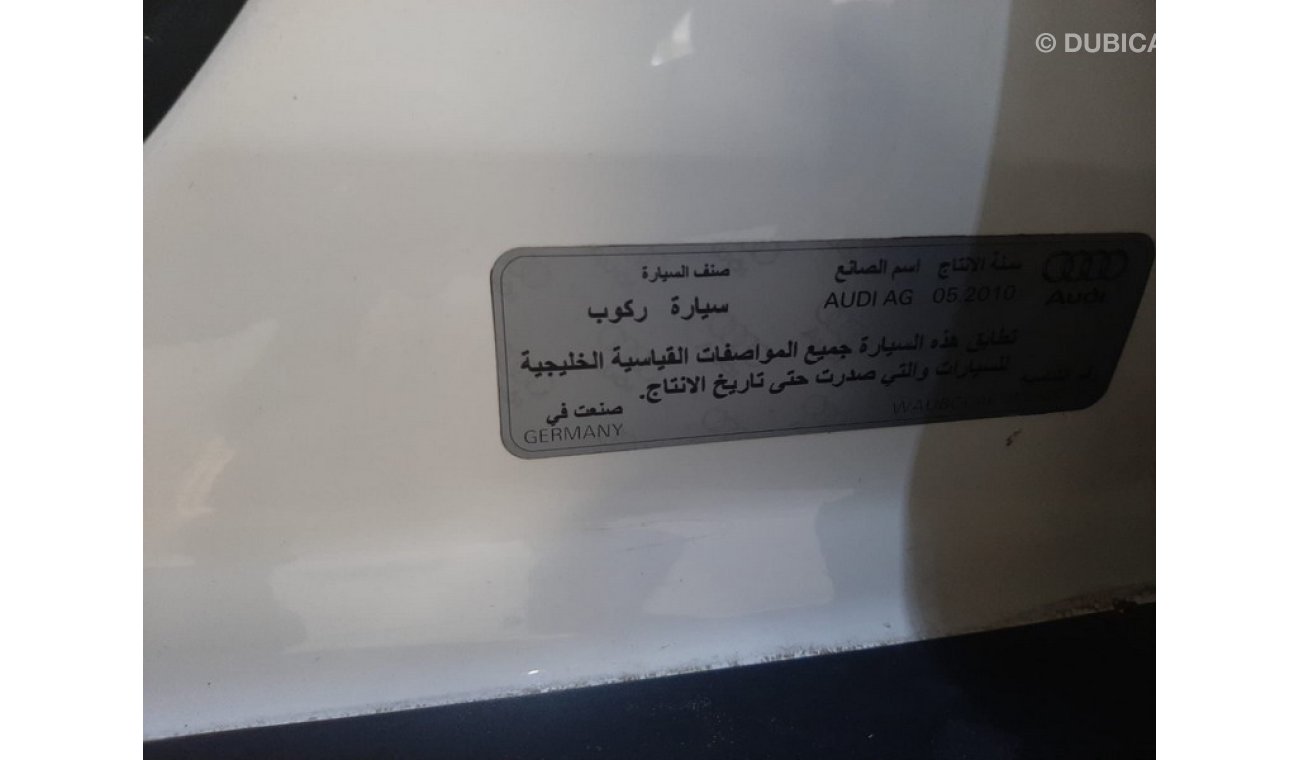 © DUBICA
سنة الانتاج اسم الصانع صنف السيارة
Audi AUDI AG 05.2010 سيارة ركوب
تطابق هذه السيارة جميع المواصفات القياسية الخليجية
للسيارات والتي صدرت حتى تاريخ الانتاج.
صنعت في
GERMANY